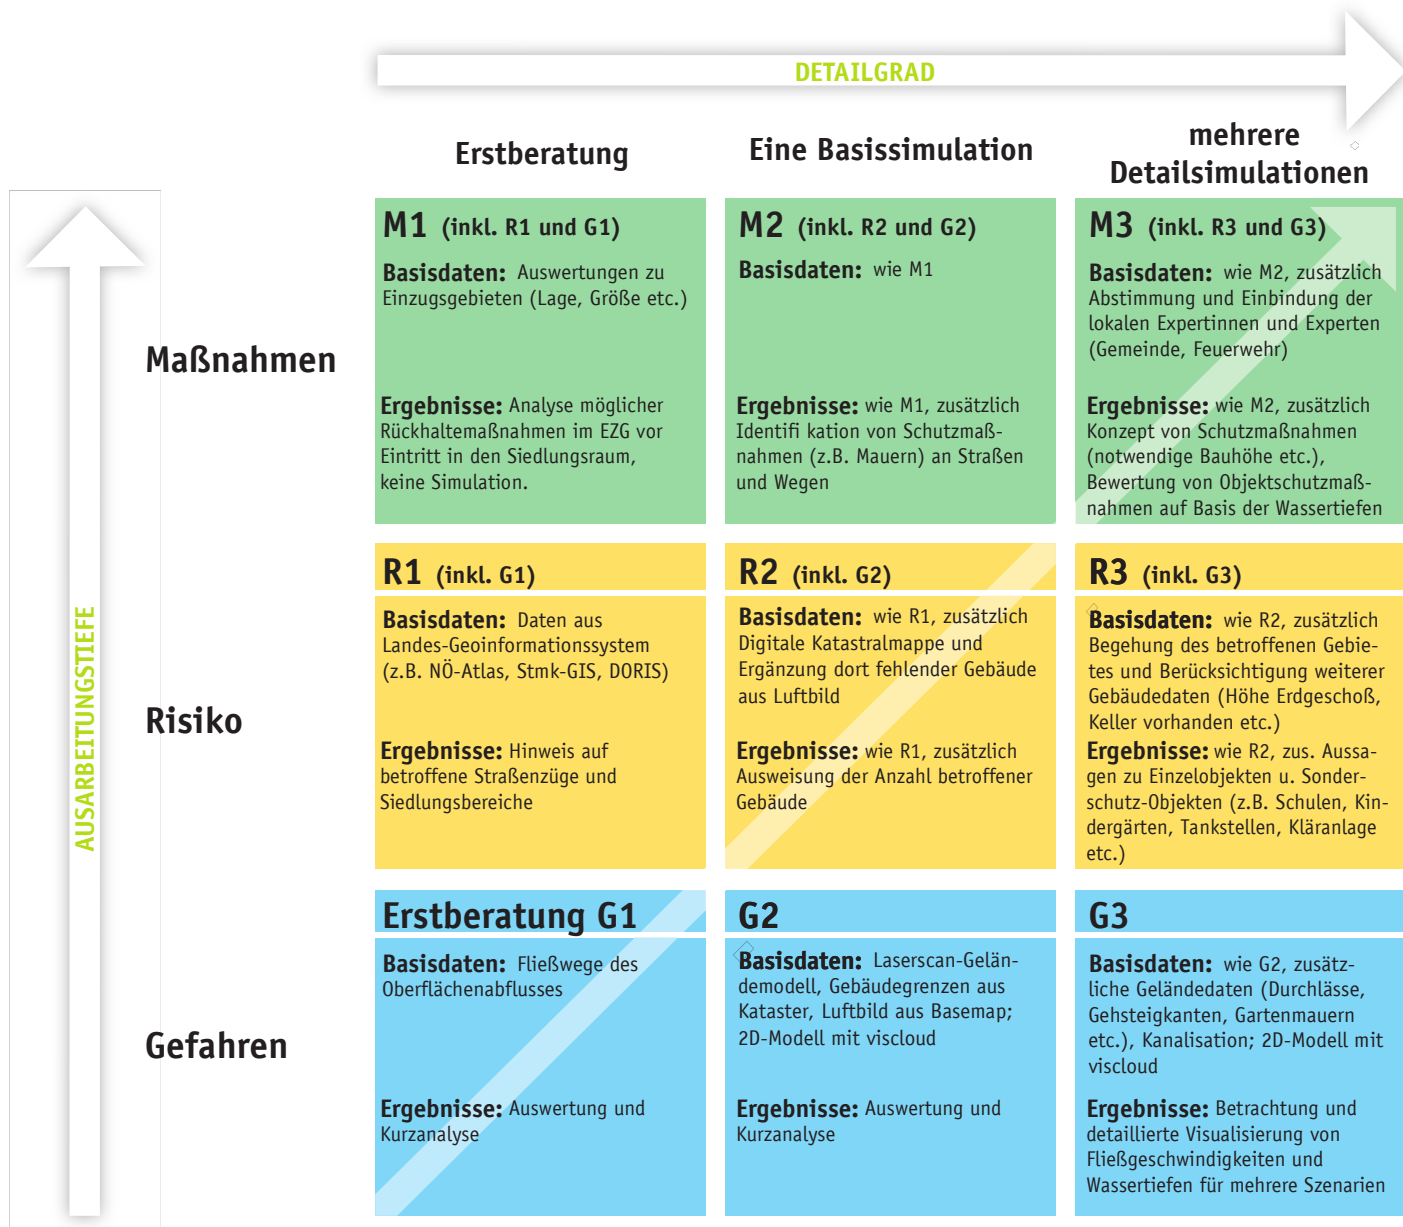 DETAILGRAD
Erstberatung
Eine Basissimulation
mehrere
Detailsimulationen
AUSARBEITUNGSTIEFE
Maßnahmen
M1 (inkl. R1 und G1)
Basisdaten: Auswertungen zu
Einzugsgebieten (Lage, Größe etc.)
Ergebnisse: Analyse möglicher
Rückhaltemaßnahmen im EZG vor
Eintritt in den Siedlungsraum,
keine Simulation.
M2 (inkl. R2 und G2)
Basisdaten: wie M1
Ergebnisse: wie M1, zusätzlich
Identifi kation von Schutzmaß-
nahmen (z.B. Mauern) an Straßen
und Wegen
M3 (inkl. R3 und G3)
Basisdaten: wie M2, zusätzlich
Abstimmung und Einbindung der
lokalen Expertinnen und Experten
(Gemeinde, Feuerwehr)
Ergebnisse: wie M2, zusätzlich
Konzept von Schutzmaßnahmen
(notwendige Bauhöhe etc.),
Bewertung von Objektschutzmaß-
nahmen auf Basis der Wassertiefen
Risiko
R1 (inkl. G1)
Basisdaten: Daten aus
Landes-Geoinformationssystem
(z.B. NÖ-Atlas, Stmk-GIS, DORIS)
Ergebnisse: Hinweis auf
betroffene Straßenzüge und
Siedlungsbereiche
R2 (inkl. G2)
Basisdaten: wie R1, zusätzlich
Digitale Katastralmappe und
Ergänzung dort fehlender Gebäude
aus Luftbild
Ergebnisse: wie R1, zusätzlich
Ausweisung der Anzahl betroffener
Gebäude
R3 (inkl. G3)
Basisdaten: wie R2, zusätzlich
Begehung des betroffenen Gebie-
tes und Berücksichtigung weiterer
Gebäudedaten (Höhe Erdgeschoß,
Keller vorhanden etc.)
Ergebnisse: wie R2, zus. Aussa-
gen zu Einzelobjekten u. Sonder-
schutz-Objekten (z.B. Schulen, Kin-
dergärten, Tankstellen, Kläranlage
etc.)
Gefahren
Erstberatung G1
Basisdaten: Fließwege des
Oberflächenabflusses
Ergebnisse: Auswertung und
Kurzanalyse
G2
Basisdaten: Laserscan-Gelän-
demodell, Gebäudegrenzen aus
Kataster, Luftbild aus Basemap;
2D-Modell mit viscloud
Ergebnisse: Auswertung und
Kurzanalyse
G3
Basisdaten: wie G2, zusätz-
liche Geländedaten (Durchlässe,
Gehsteigkanten, Gartenmauern
etc.), Kanalisation; 2D-Modell mit
viscloud
Ergebnisse: Betrachtung und
detaillierte Visualisierung von
Fließgeschwindigkeiten und
Wassertiefen für mehrere Szenarien